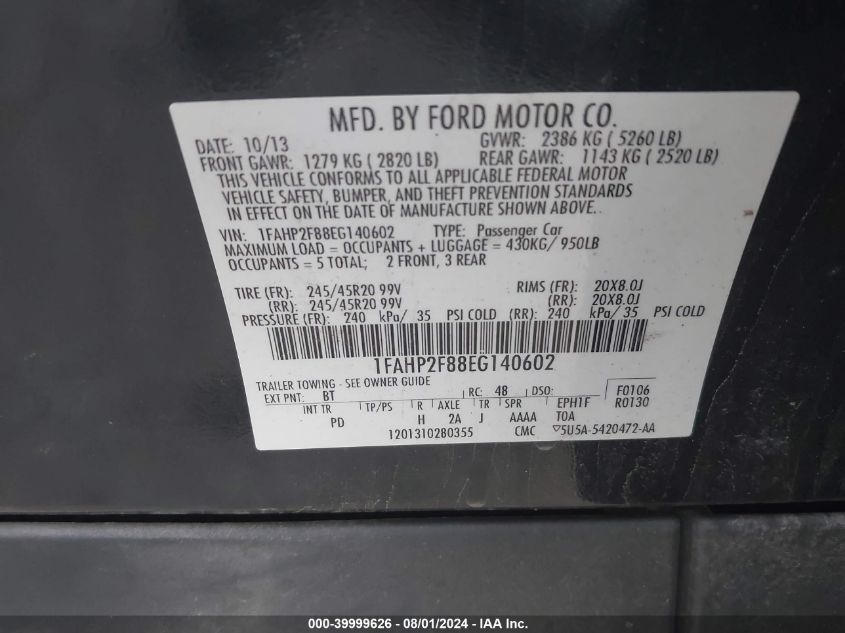 MFD. BY FORD MOTOR CO.
DATE: 10/13 GVWR: 2386 KG ( 5260 LB)
FRONT GAWR: 1279 KG ( 2820 LB) REAR GAWR: 1143 KG ( 2520 LB)
THIS VEHICLE CONFORMS TO ALL APPLICABLE FEDERAL MOTOR
VEHICLE SAFETY, BUMPER, AND THEFT PREVENTION STANDARDS
IN EFFECT ON THE DATE OF MANUFACTURE SHOWN ABOVE.
VIN: 1FAHP2F88EG140602 TYPE: Passenger Car
MAXIMUM LOAD = OCCUPANTS + LUGGAGE = 430KG/ 950LB
OCCUPANTS = 5 TOTAL; 2 FRONT, 3 REAR
TIRE (FR): 245/45R20 99V RIMS (FR): 20X8.0J
(RR): 245/45R20 99V (RR): 20X8.0J
PRESSURE (FR): 240 kPa/ 35 PSI COLD (RR): 240 kPa/ 35 PSI COLD
1FAHP2F88EG140602
TRAILER TOWING - SEE OWNER GUIDE
EXT PNT: BT RC: 48 DSO: F0106
INT TR TP/PS R AXLE TR SPR EPHTF R0130
PD H 2A J AAAA TOA
1201310280355 CMC ▽5U5A-5420472-AA
000-39999626 - 08/01/2024 - IAA Inc.